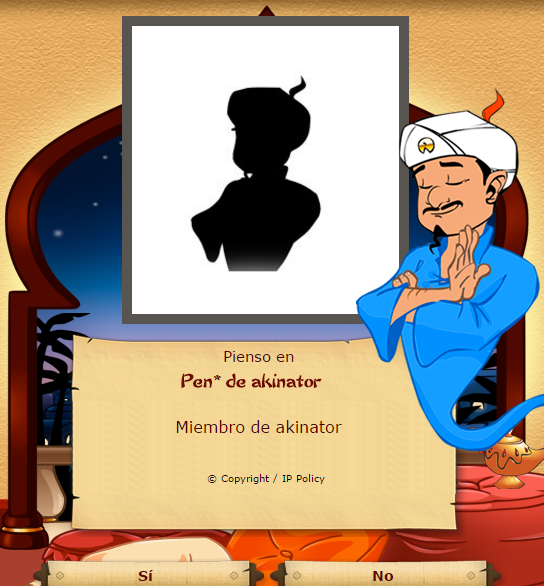 Pienso en
Pen* de akinator
Miembro de akinator
© Copyright / IP Policy
Sí
No